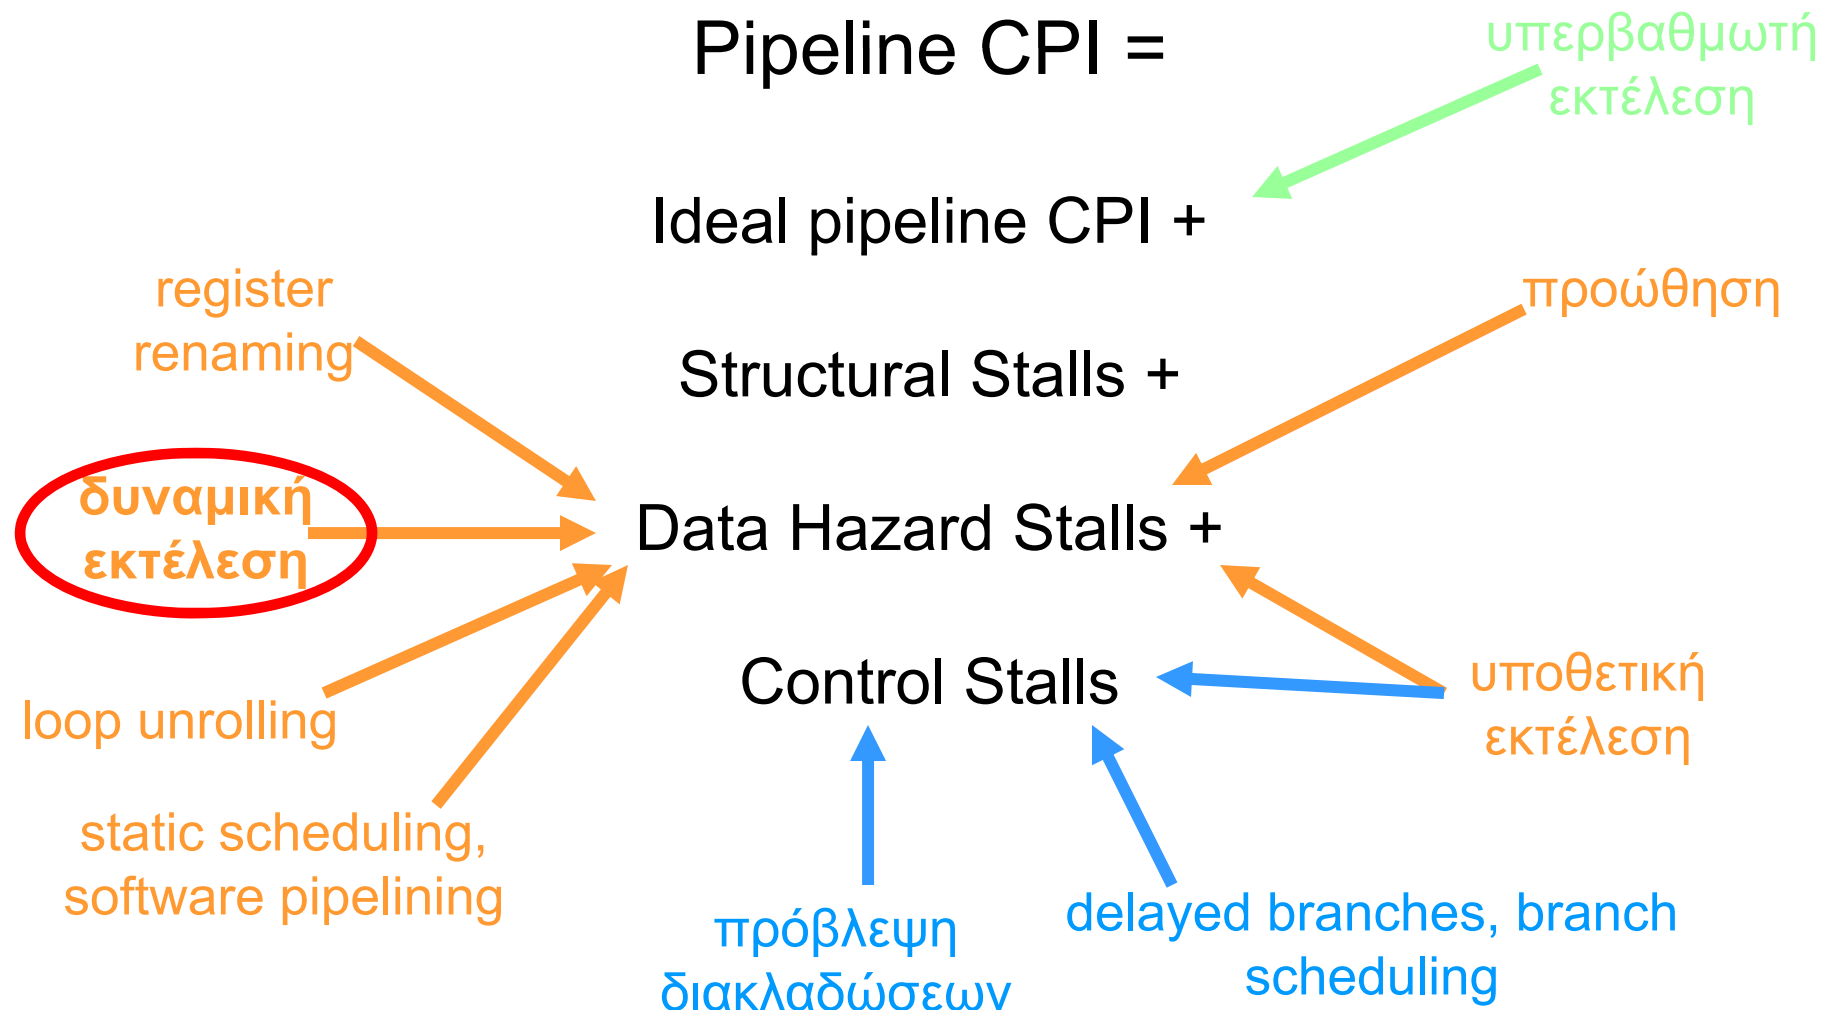 Pipeline CPI =
υπερβαθμωτή
εκτέλεση
Ideal pipeline CPI +
register
renaming
προώθηση
Structural Stalls +
δυναμική
εκτέλεση
Data Hazard Stalls +
Control Stalls
υποθετική
εκτέλεση
loop unrolling
static scheduling,
software pipelining
πρόβλεψη
διακλαδώσεων
delayed branches, branch
scheduling